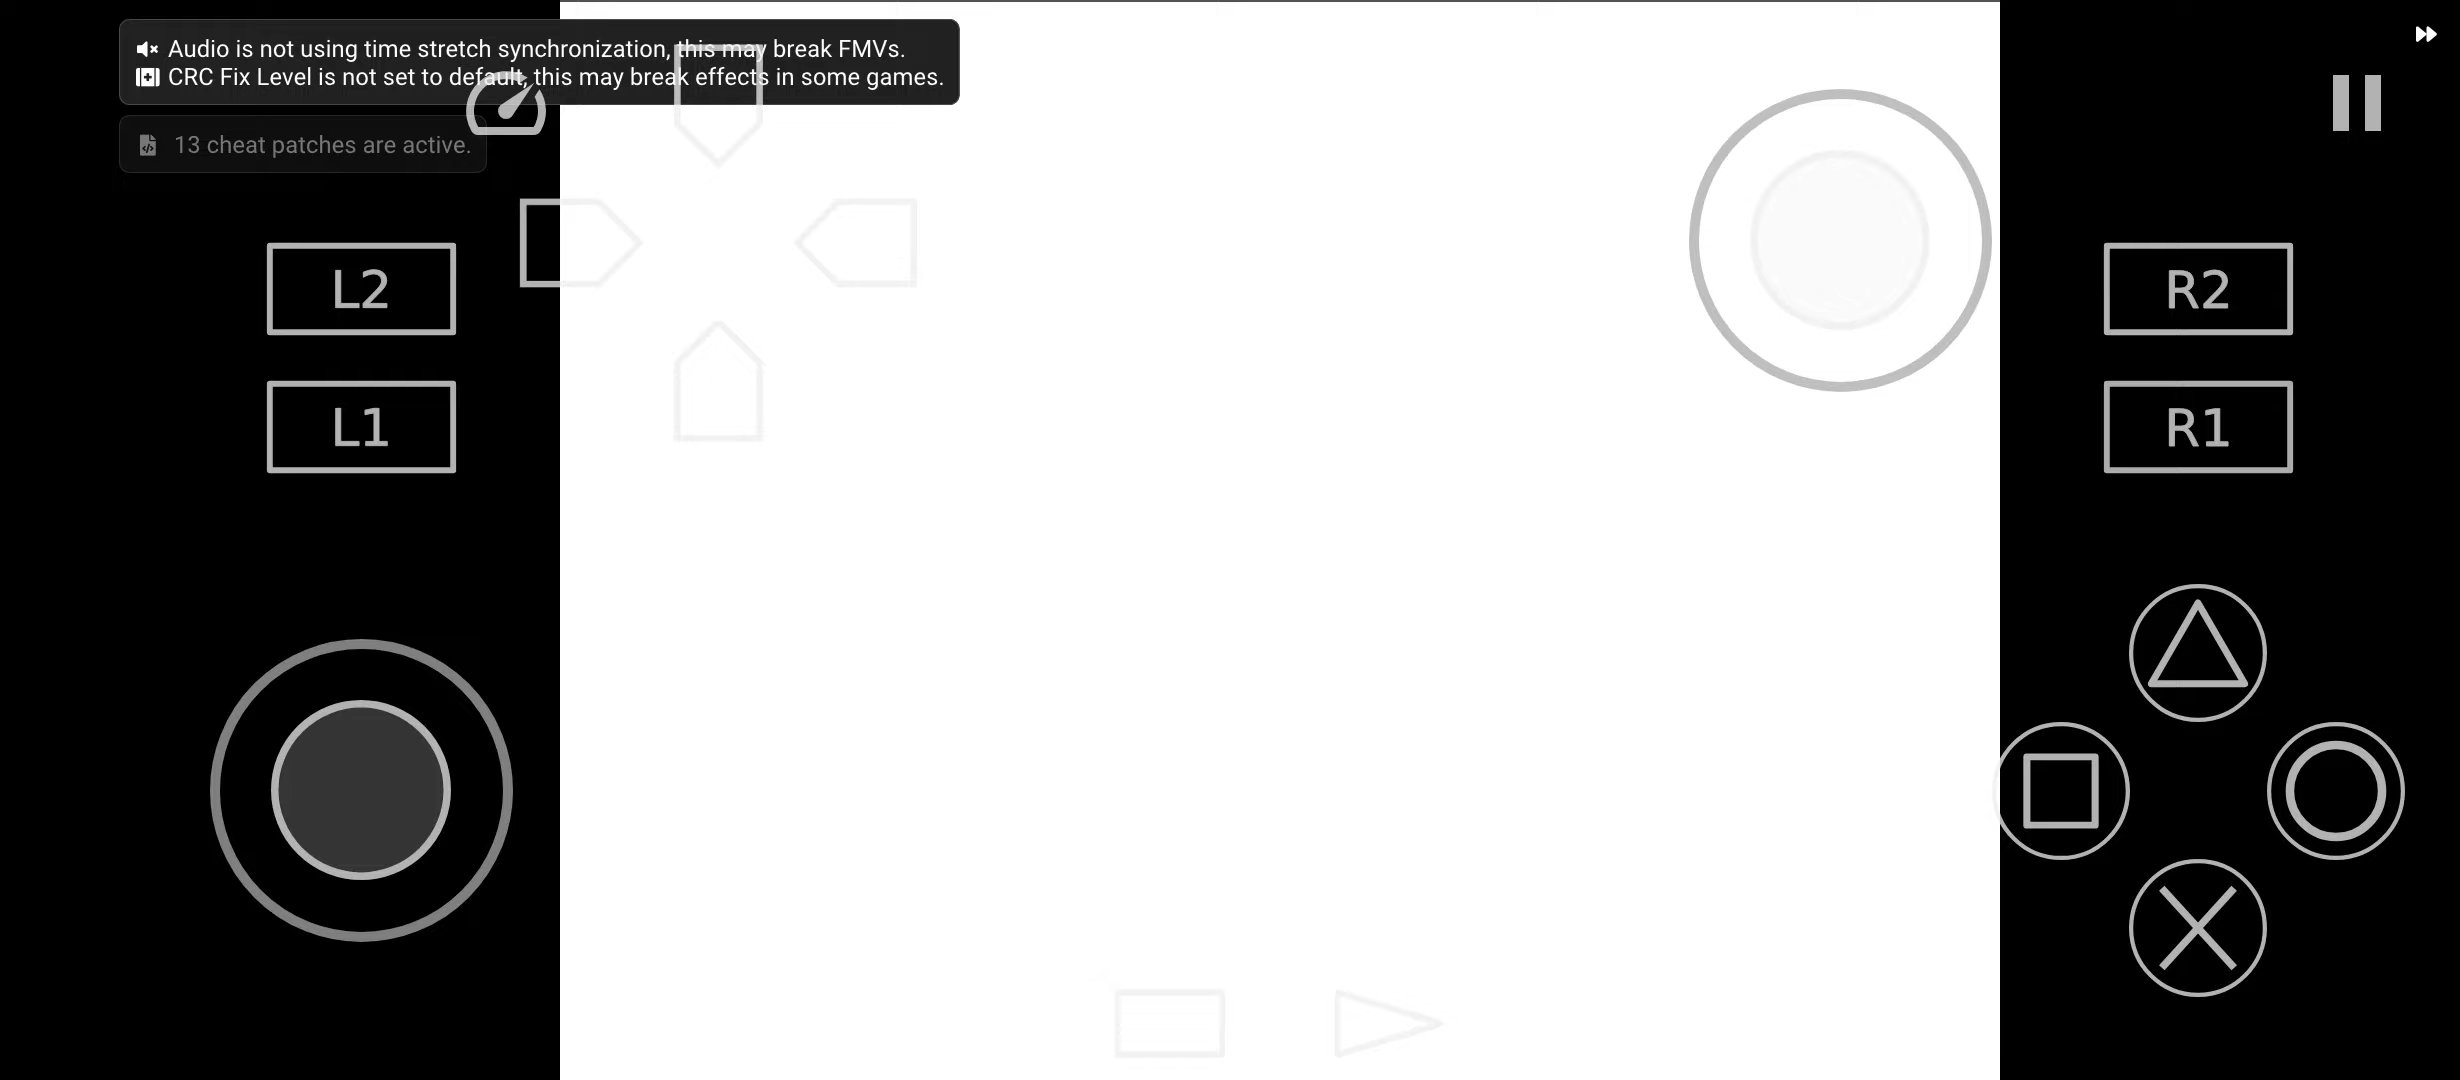 Audio is not using time stretch synchronization, this may break FMVs.
CRC Fix Level is not set to default, this may break effects in some games.
13 cheat patches are active.
L2
R2
L1
R1